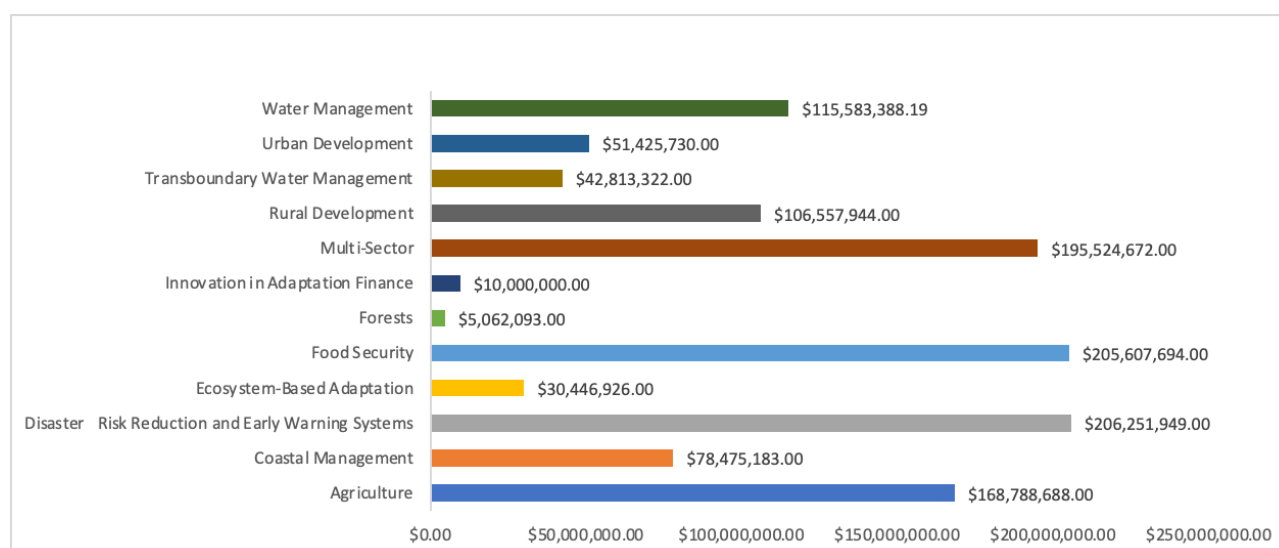 Water Management $115,583,388.19
Urban Development $51,425,730.00
Transboundary Water Management $42,813,322.00
Rural Development $106,557,944.00
Multi-Sector $195,524,672.00
Innovation in Adaptation Finance $10,000,000.00
Forests $5,062,093.00
Food Security $205,607,694.00
Ecosystem-Based Adaptation $30,446,926.00
Disaster Risk Reduction and Early Warning Systems $206,251,949.00
Coastal Management $78,475,183.00
Agriculture $168,788,688.00
$0.00 $50,000,000.00 $100,000,000.00 $150,000,000.00 $200,000,000.00 $250,000,000.00